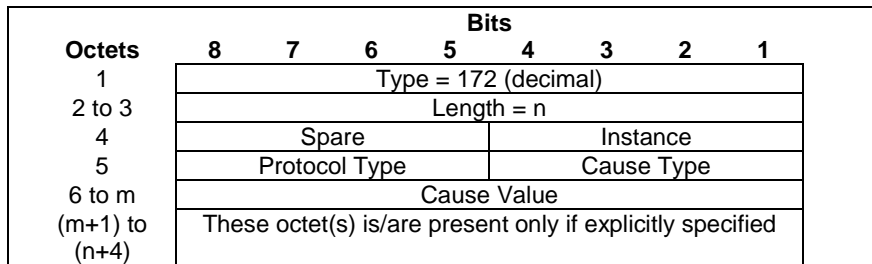 Bits
Octets 8 7 6 5 4 3 2 1
1 Type = 172 (decimal)
2 to 3 Length = n
4 Spare Instance
5 Protocol Type Cause Type
6 to m Cause Value
(m+1) to These octet(s) is/are present only if explicitly specified
(n+4)